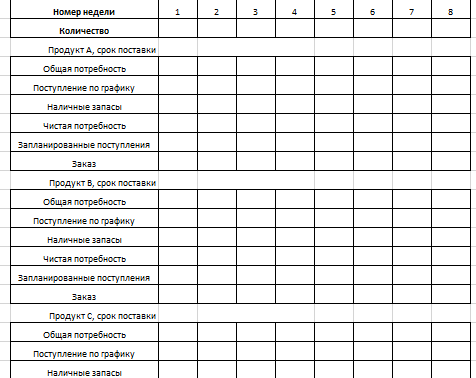 Номер недели 1 2 3 4 5 6 7 8
Количество
Продукт А, срок поставки
Общая потребность
Поступление по графику
Наличные запасы
Чистая потребность
Запланированные поступления
Заказ
Продукт В, срок поставки
Общая потребность
Поступление по графику
Наличные запасы
Чистая потребность
Запланированные поступления
Заказ
Продукт С, срок поставки
Общая потребность
Поступление по графику
Наличные запасы